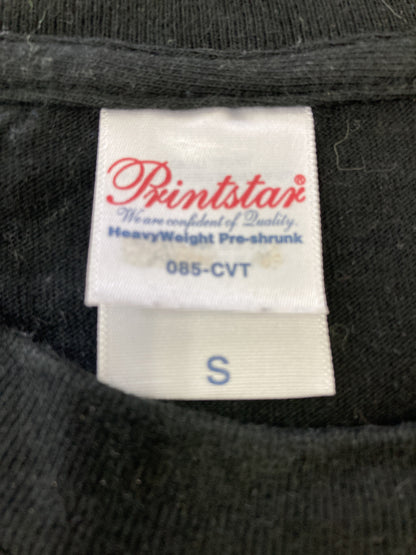 Printstar®
We are confident of Quality.
HeavyWeight Pre-shrunk
085-CVT
S